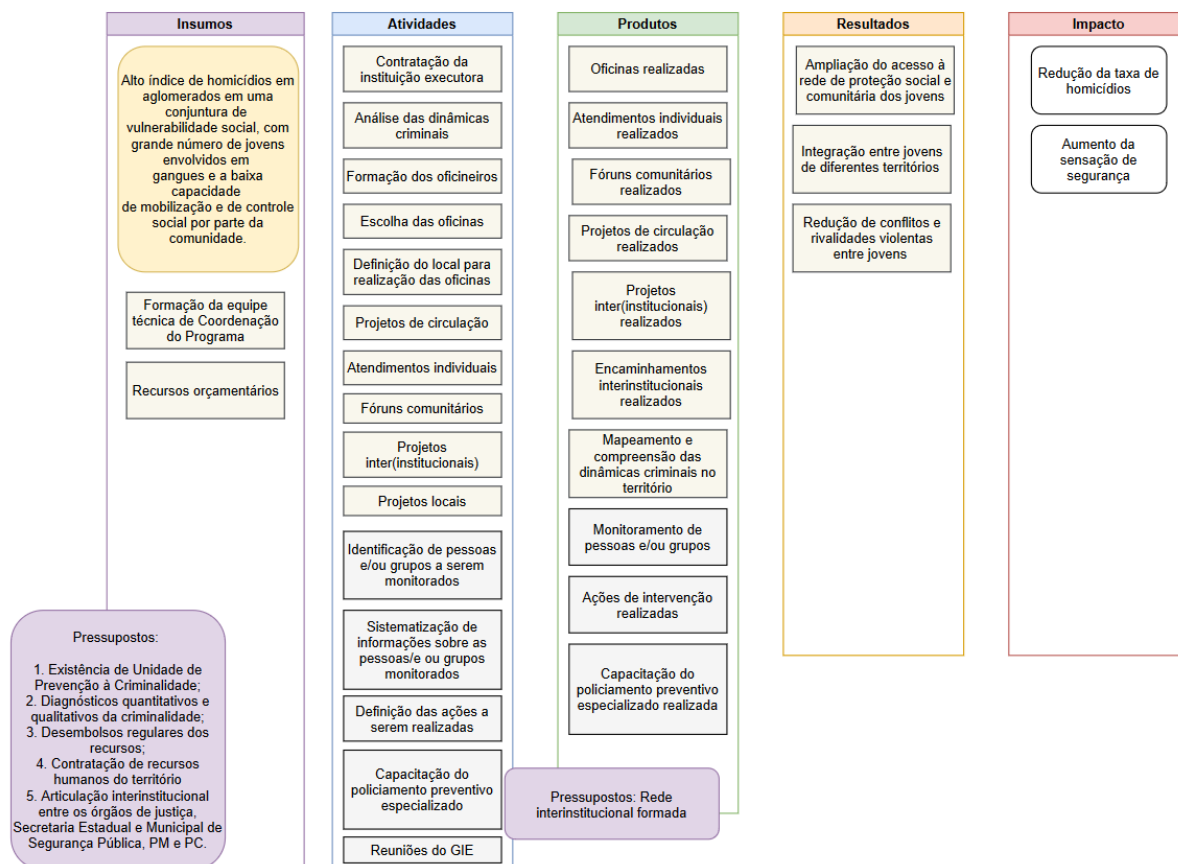 Insumos
Alto índice de homicídios em
aglomerados em uma
conjuntura de
vulnerabilidade social, com
grande número de jovens
envolvidos em
gangues e a baixa
capacidade
de mobilização e de controle
social por parte da
comunidade.
Formação da equipe
técnica de Coordenação
do Programa
Recursos orçamentários
Pressupostos:
1. Existência de Unidade de
Prevenção à Criminalidade;
2. Diagnósticos quantitativos e
qualitativos da criminalidade;
3. Desembolsos regulares dos
recursos;
4. Contratação de recursos
humanos do território
5. Articulação interinstitucional
entre os órgãos de justiça,
Secretaria Estadual e Municipal de
Segurança Pública, PM e PC.
Atividades
Contratação da
instituição executora
Análise das dinâmicas
criminais
Formação dos oficineiros
Escolha das oficinas
Definição do local para
realização das oficinas
Projetos de circulação
Atendimentos individuais
Fóruns comunitários
Projetos
inter(institucionais)
Projetos locais
Identificação de pessoas
e/ou grupos a serem
monitorados
Sistematização de
informações sobre as
pessoas/e ou grupos
monitorados
Definição das ações a
serem realizadas
Capacitação do
policiamento preventivo
especializado
Reuniões do GIE
Produtos
Oficinas realizadas
Atendimentos individuais
realizados
Fóruns comunitários
realizados
Projetos de circulação
realizados
Projetos
inter(institucionais)
realizados
Encaminhamentos
interinstitucionais
realizados
Mapeamento e
compreensão das
dinâmicas criminais no
território
Monitoramento de
pessoas e/ou grupos
Ações de intervenção
realizadas
Capacitação do
policiamento preventivo
especializada realizada
Pressupostos: Rede
interinstitucional formada
Resultados
Ampliação do acesso à
rede de proteção social e
comunitária dos jovens
Integração entre jovens
de diferentes territórios
Redução de conflitos e
rivalidades violentas
entre jovens
Impacto
Redução da taxa de
homicídios
Aumento da
sensação de
segurança